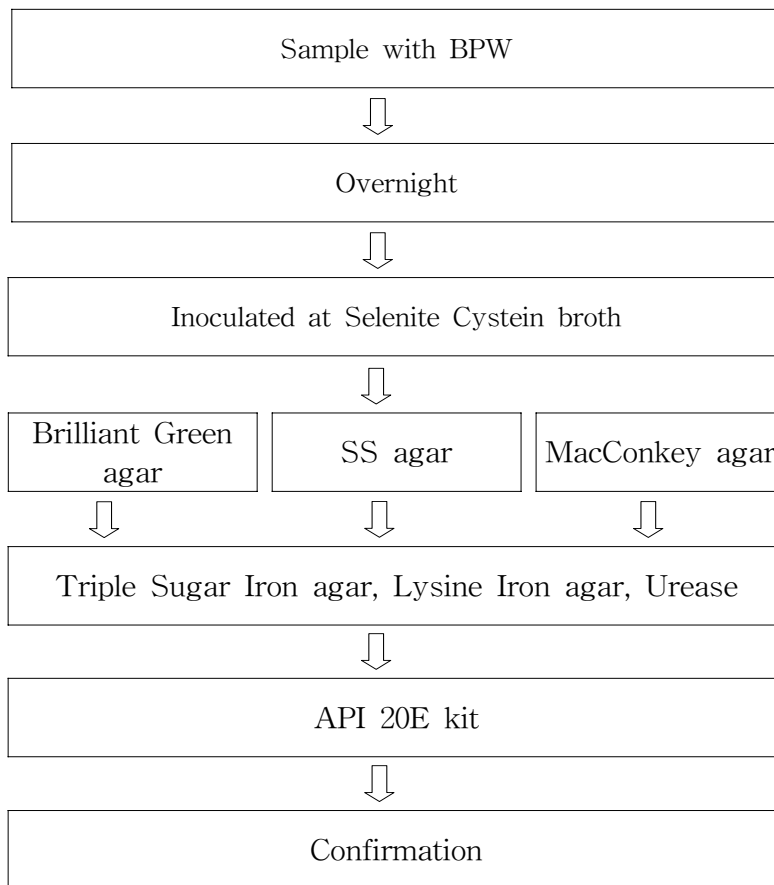 Sample with BPW
Overnight
Inoculated at Selenite Cystein broth
Brilliant Green
agar
SS agar
MacConkey agar
Triple Sugar Iron agar, Lysine Iron agar, Urease
API 20E kit
Confirmation